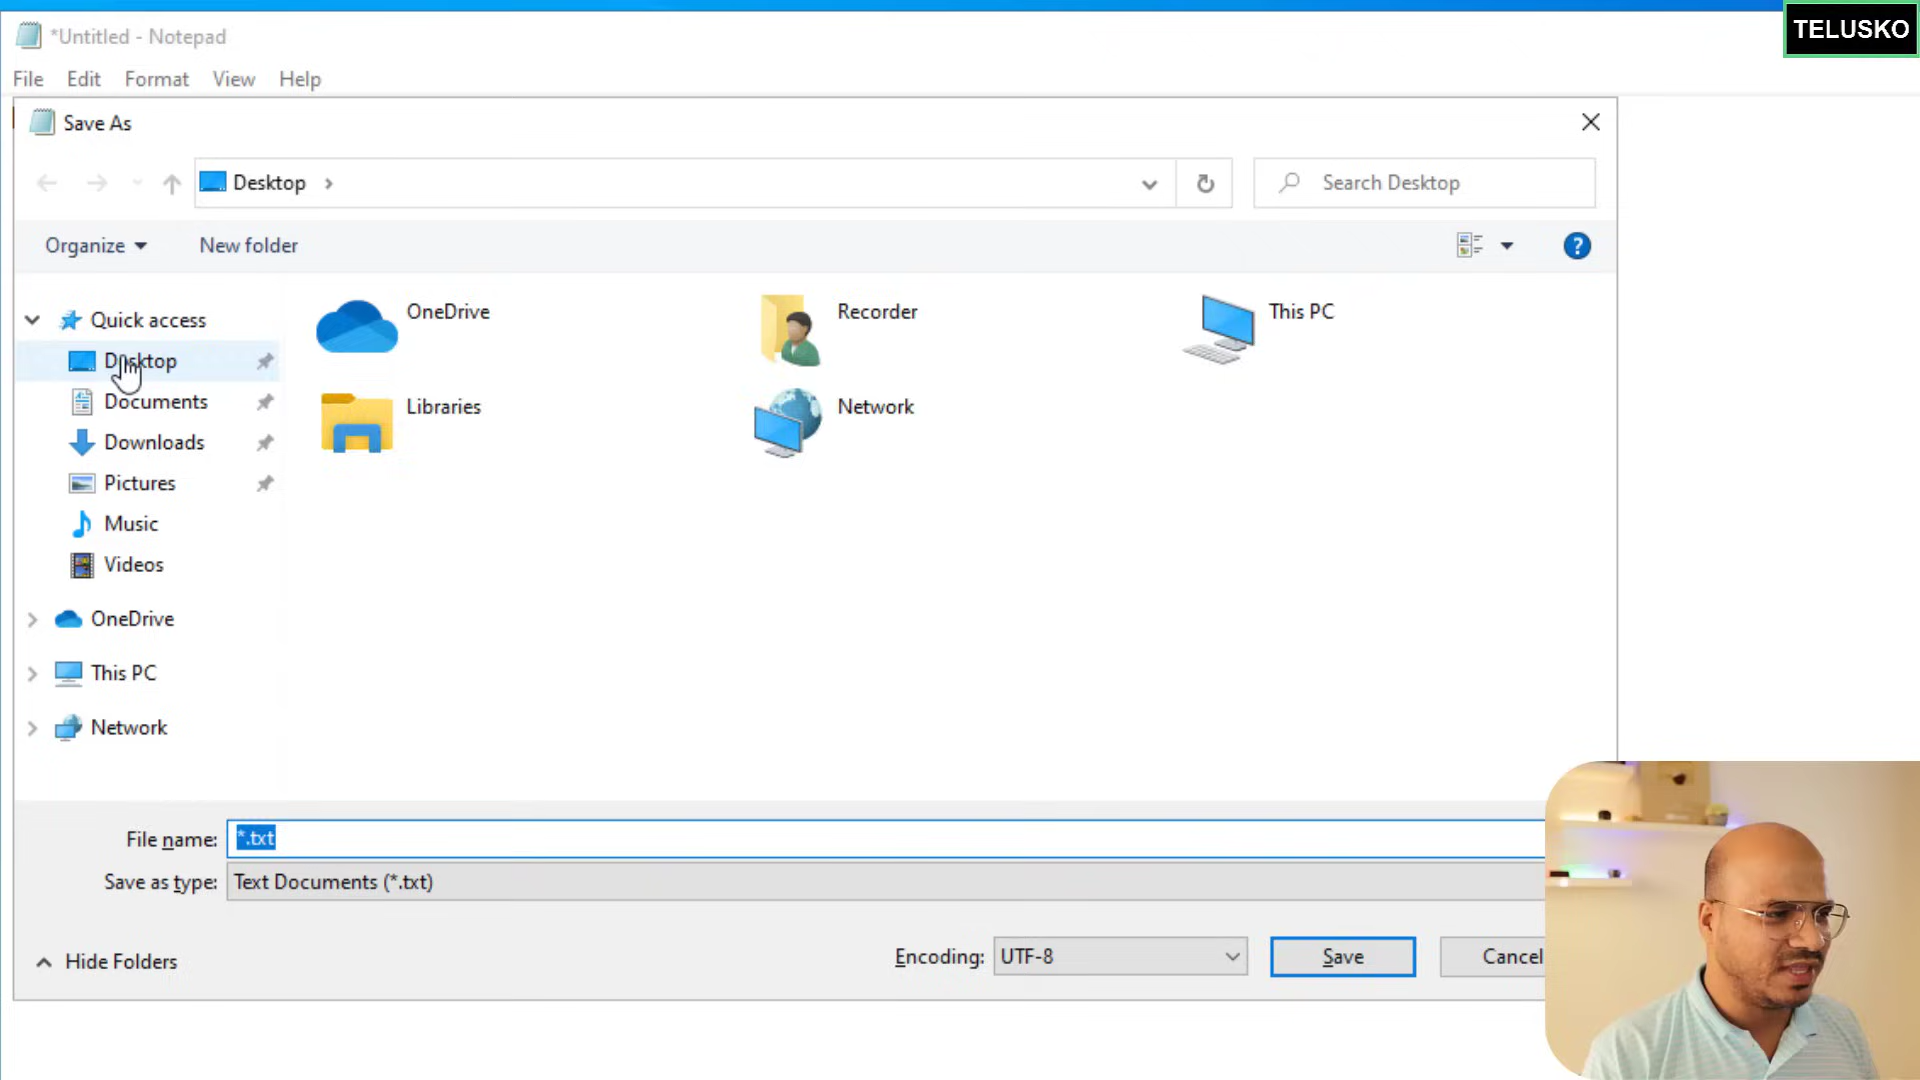 TELUSKO
*Untitled - Notepad
File Edit Format View Help
Save As
Desktop
Search Desktop
Organize New folder
Quick access
Desktop
Documents
Downloads
Pictures
Music
Videos
OneDrive
This PC
Network
OneDrive
Recorder
This PC
Libraries
Network
File name: *.txt
Save as type: Text Documents (*.txt)
Hide Folders
Encoding: UTF-8 Save Cancel